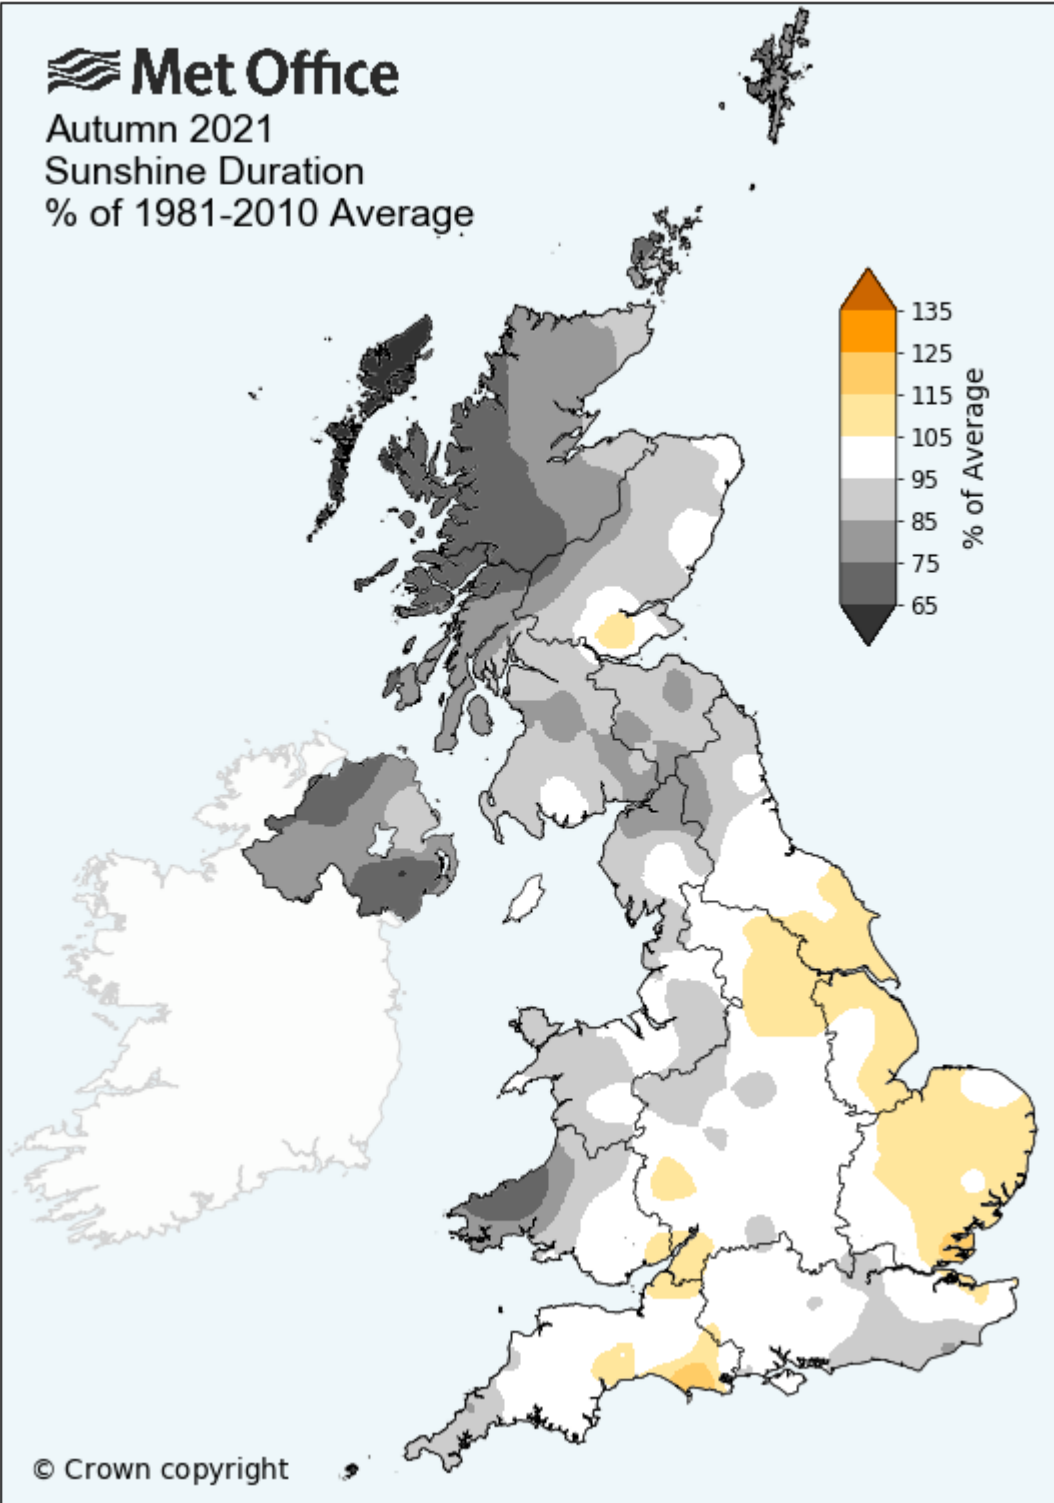 Met Office
Autumn 2021
Sunshine Duration
% of 1981-2010 Average
135
125
115
105
95
85
75
65
% of Average
© Crown copyright